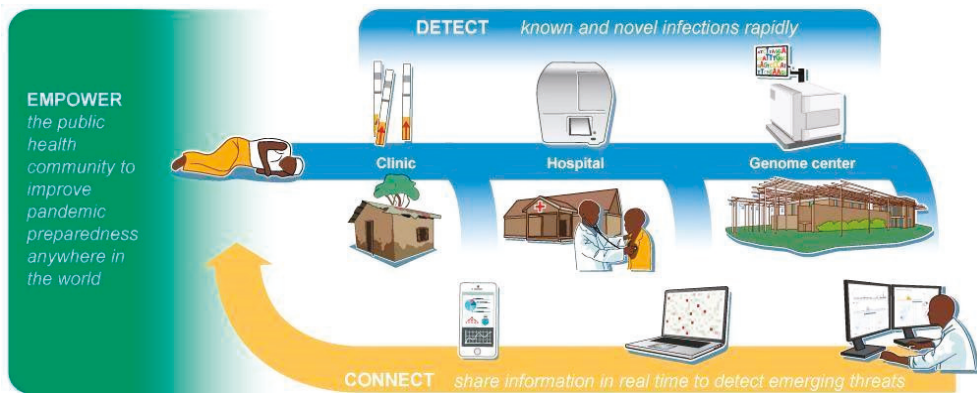 EMPOWER
the public
health
community to
improve
pandemic
preparedness
anywhere in
the world
DETECT known and novel infections rapidly
Clinic
Hospital
Genome center
CONNECT share information in real time to detect emerging threats